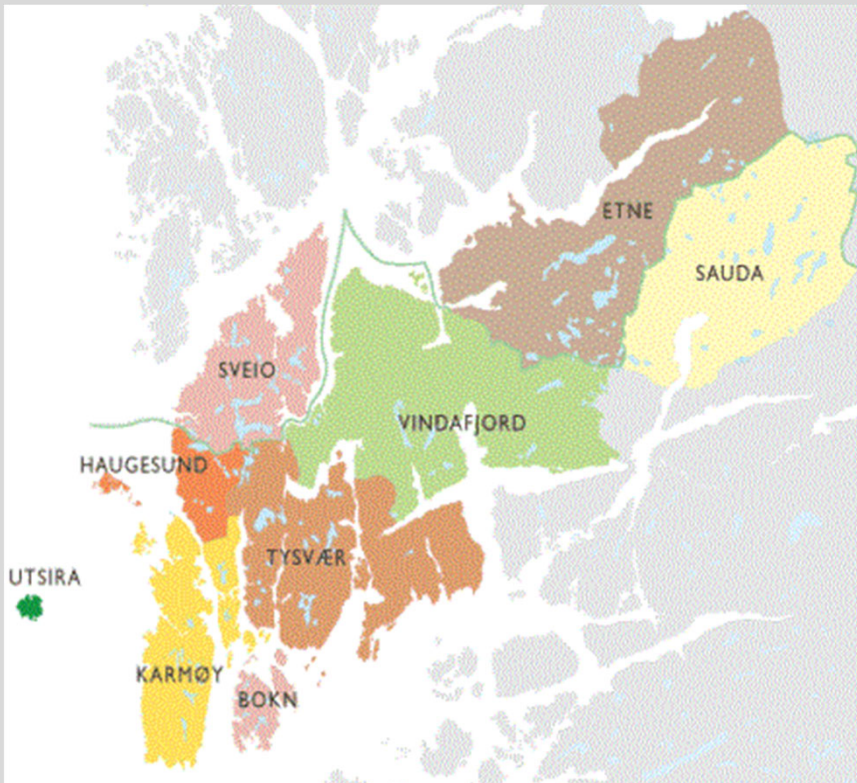 ETNE
SAUDA
SVEIO
VINDAFJORD
HAUGESUND
TYSVÆR
UTSIRA
KARMØY
BOKN